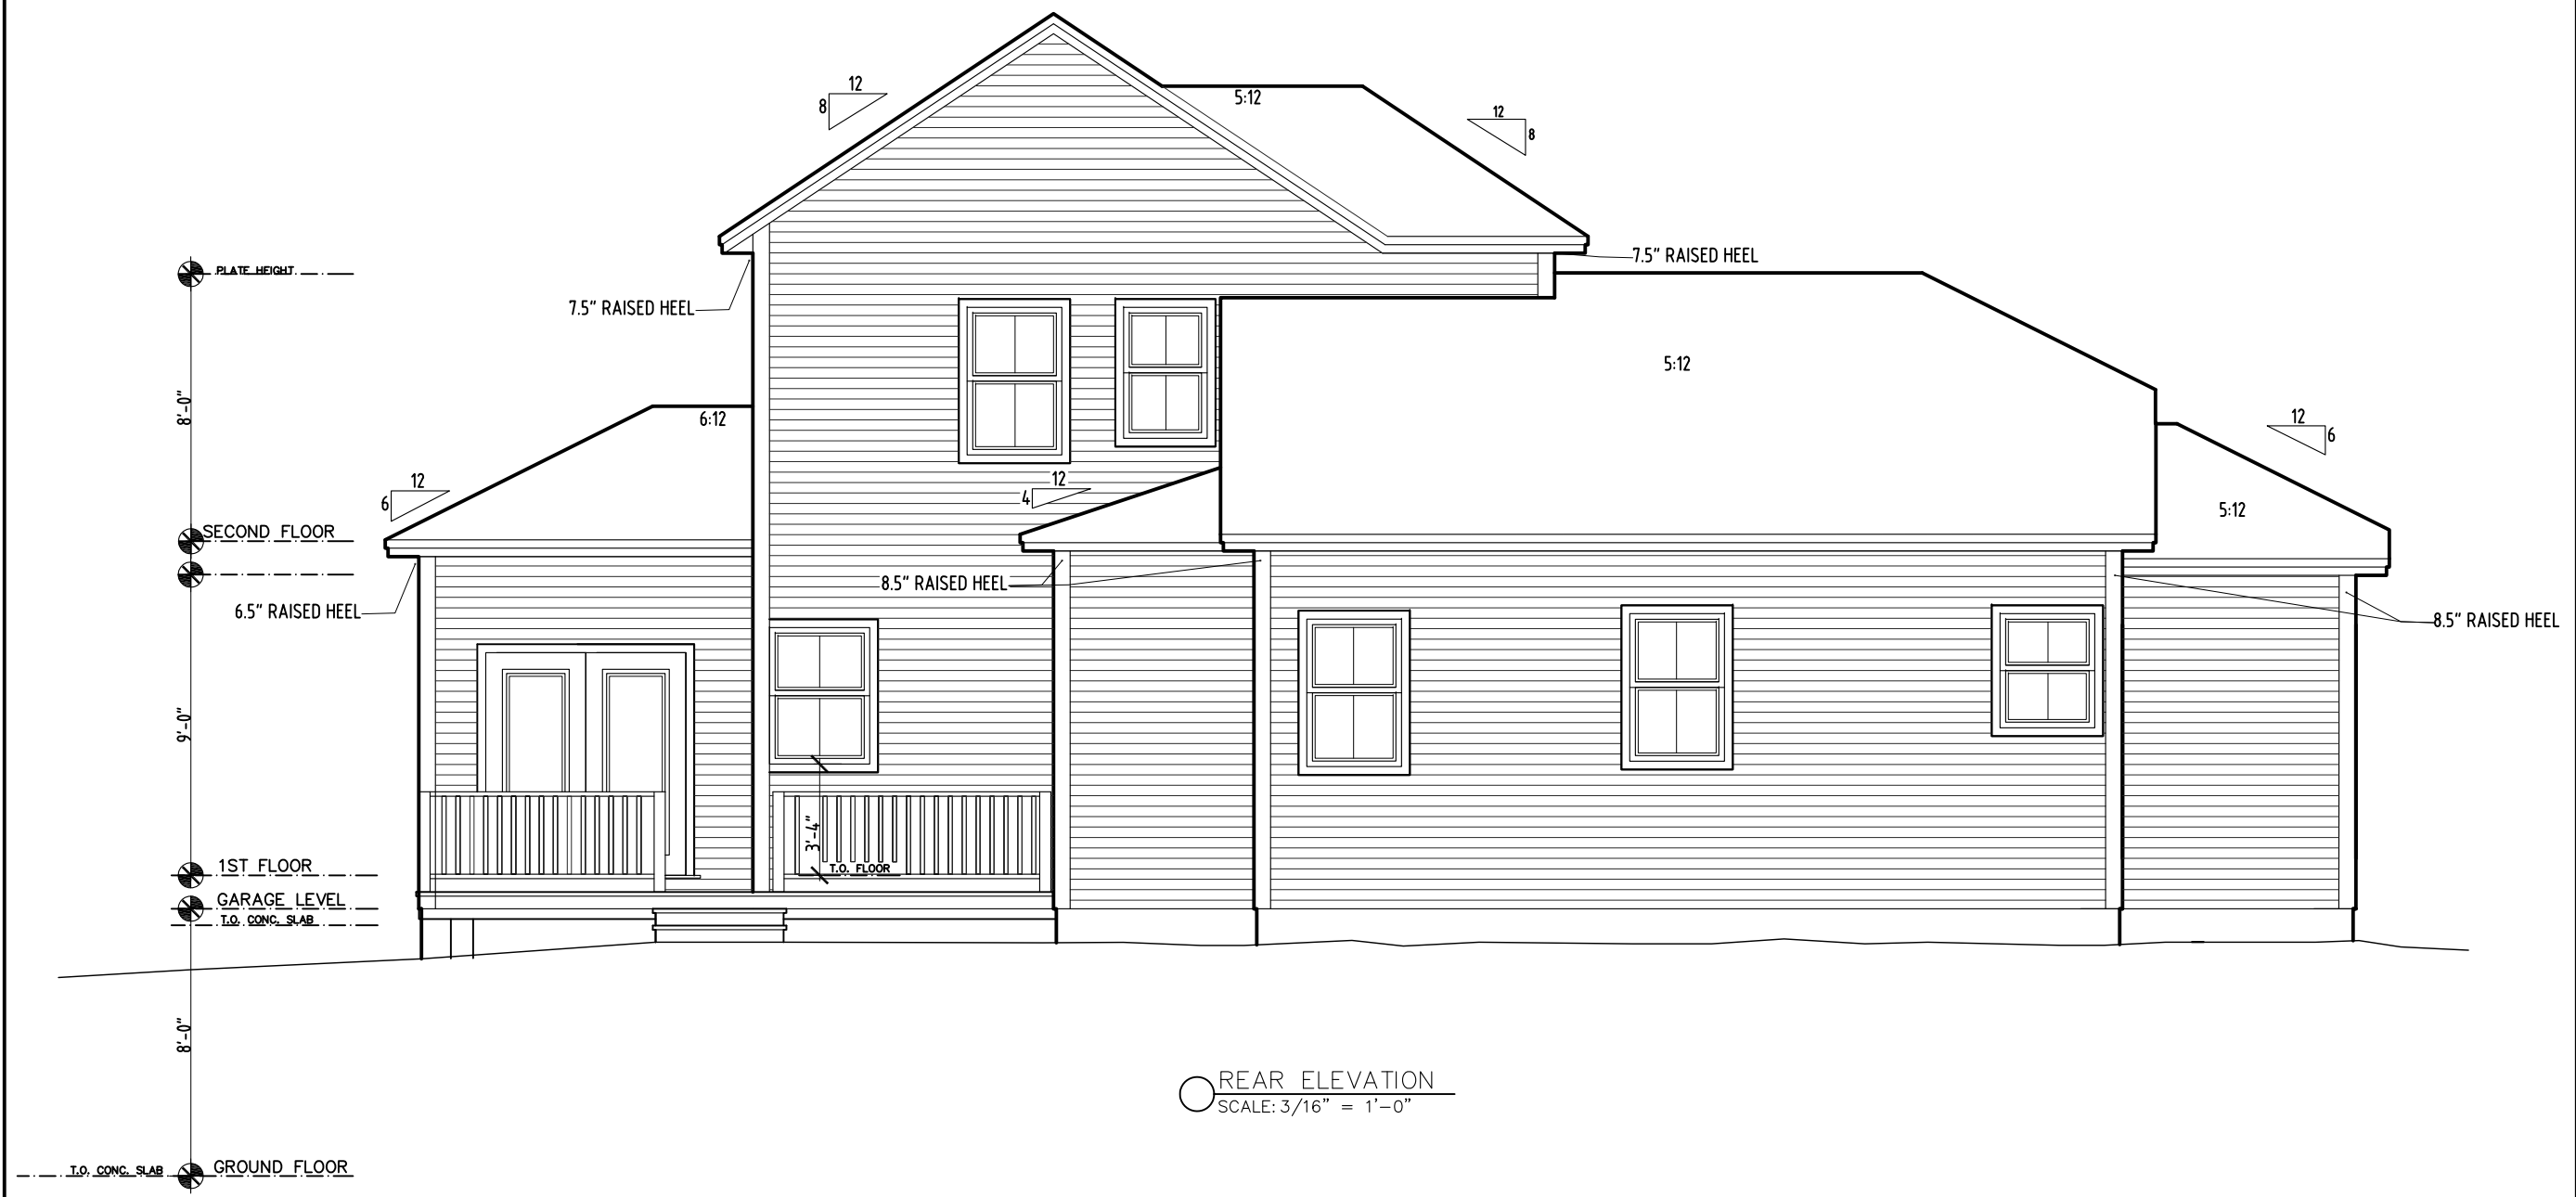 12
8
5:12
12
8
7.5" RAISED HEEL
PLATE HEIGHT
7.5" RAISED HEEL
5:12
8'-0"
6:12
12
6
12
6
12
4
5:12
SECOND FLOOR
8.5" RAISED HEEL
6.5" RAISED HEEL
8.5" RAISED HEEL
9'-0"
3'-4"
1ST FLOOR
T.O. FLOOR
GARAGE LEVEL
T.O. CONC. SLAB
8'-0"
REAR ELEVATION
SCALE: 3/16" = 1'-0"
T.O. CONC. SLAB
GROUND FLOOR